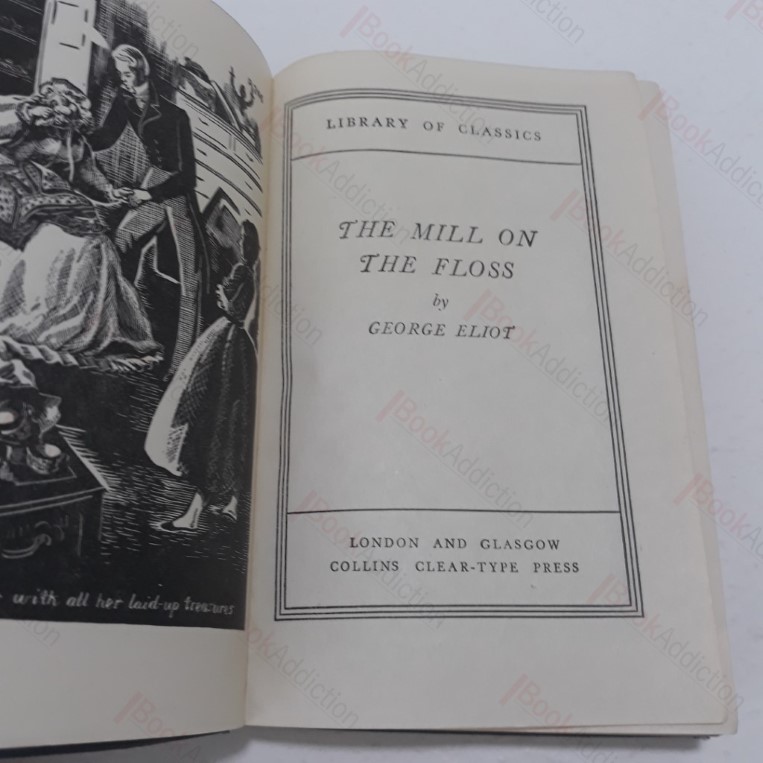 with all her laid-up treasures
LIBRARY OF CLASSICS
THE MILL ON
THE FLOSS
by
GEORGE ELIOT
LONDON AND GLASGOW
COLLINS CLEAR-TYPE PRESS
BookAddiction